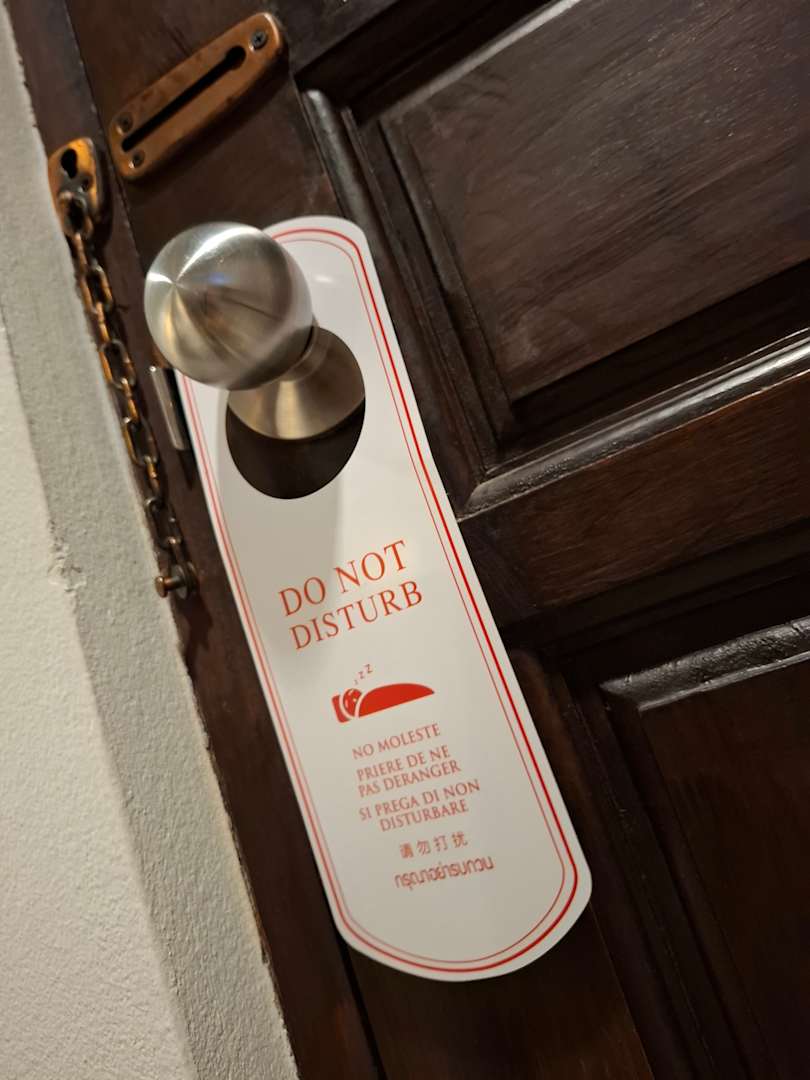 DO NOT
DISTURB
z z z
NO MOLESTE
PRIERE DE NE
PAS DERANGER
SI PREGA DI NON
DISTURBARE
请勿打扰
กรุณาอย่ารบกวน